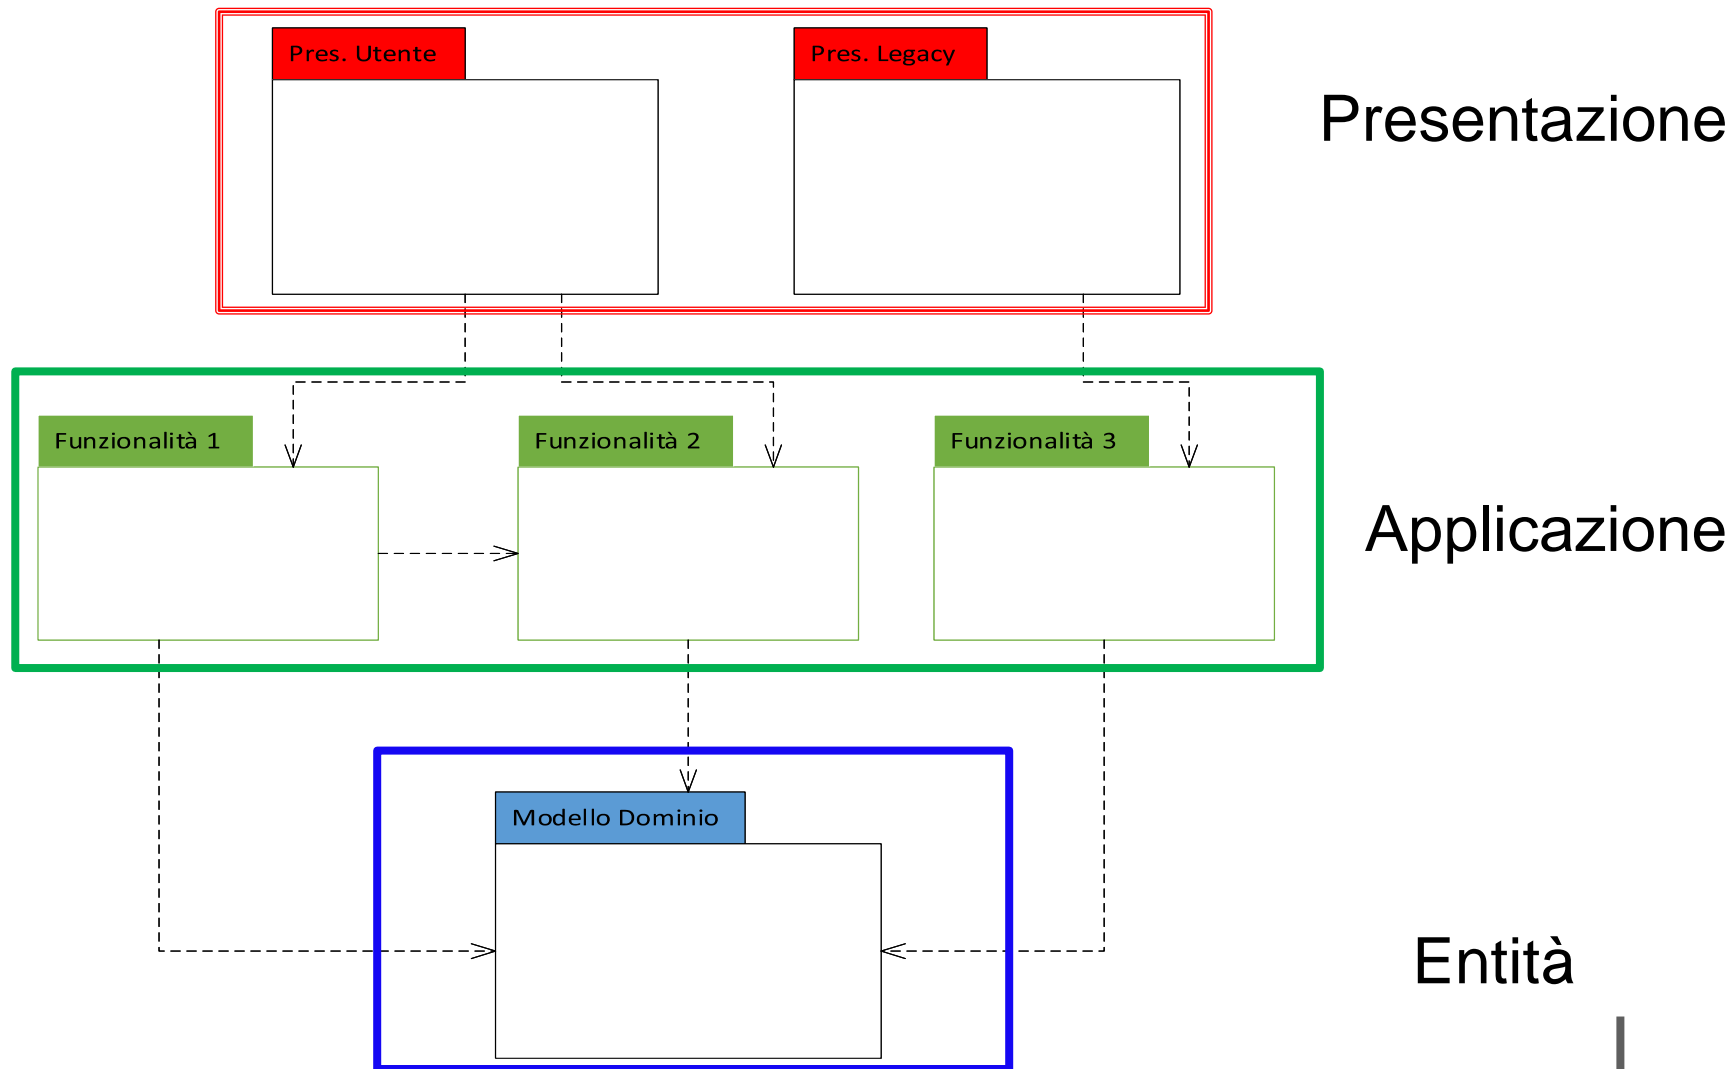 Pres. Utente
Pres. Legacy
Presentazione
Funzionalità 1
Funzionalità 2
Funzionalità 3
Applicazione
Modello Dominio
Entità